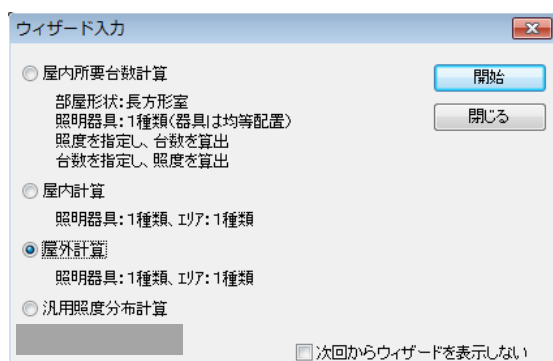 ウィザード入力
屋内所要台数計算
開始
部屋形状:長方形室
照明器具:1種類(器具は均等配置)
照度を指定し、台数を算出
台数を指定し、照度を算出
閉じる
屋内計算
照明器具:1種類、エリア:1種類
屋外計算
照明器具:1種類、エリア:1種類
汎用照度分布計算
次回からウィザードを表示しない